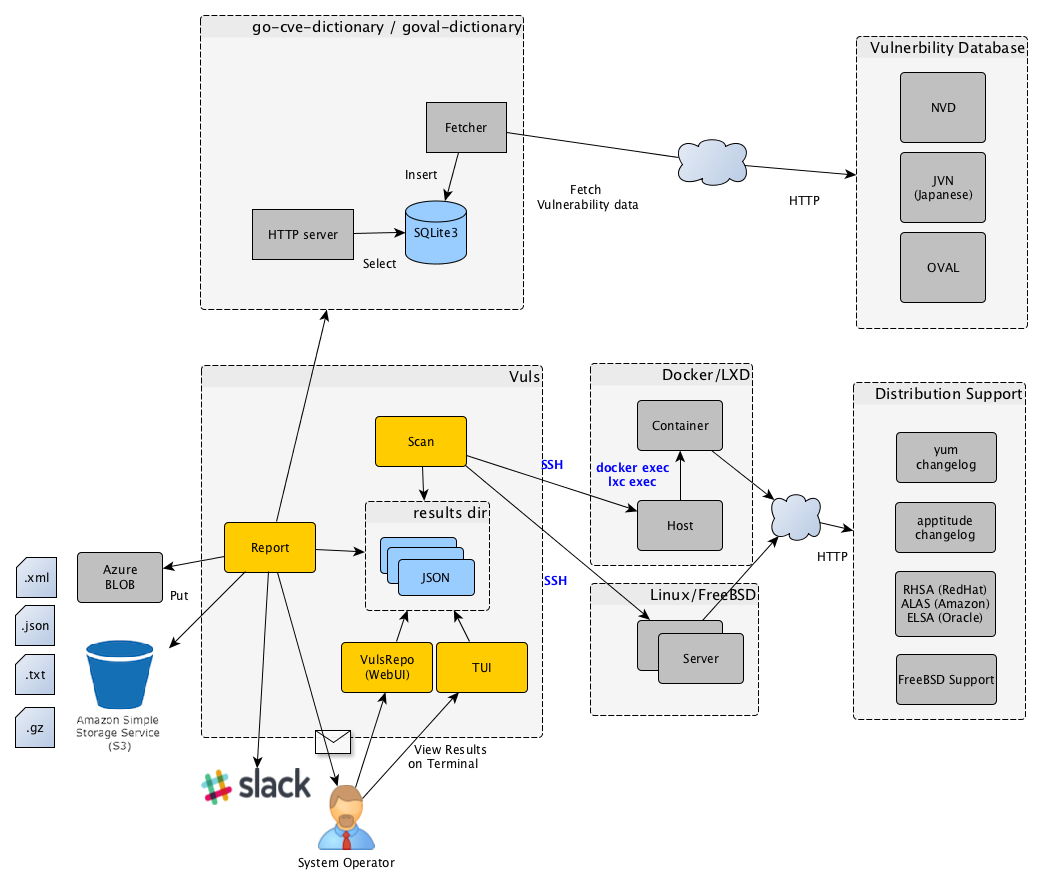 go-cve-dictionary / goval-dictionary
Fetcher
Insert
HTTP server
SQLite3
Select
Fetch
Vulnerability data
HTTP
Vulnerbility Database
NVD
JVN
(Japanese)
OVAL
Vuls
Scan
SSH
SSH
results dir
JSON
Report
VulsRepo
(WebUI)
TUI
Docker/LXD
Container
docker exec
lxc exec
Host
Linux/FreeBSD
Server
HTTP
Distribution Support
yum
changelog
apptitude
changelog
RHSA (RedHat)
ALAS (Amazon)
ELSA (Oracle)
FreeBSD Support
.xml
.json
.txt
.gz
Azure
BLOB
Put
Amazon Simple
Storage Service
(S3)
slack
View Results
on Terminal
System Operator